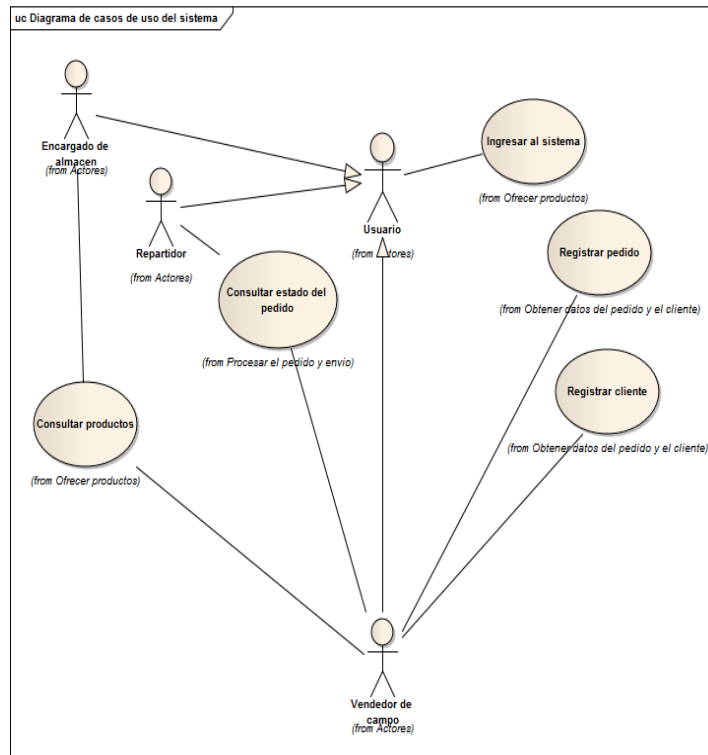 uc Diagrama de casos de uso del sistema
Encargado de
almacen
(from Actores)
Ingresar al sistema
(from Ofrecer productos)
Usuario
(from Actores)
Repartidor
(from Actores)
Registrar pedido
(from Obtener datos del pedido y el cliente)
Consultar estado del
pedido
(from Procesar el pedido y envio)
Registrar cliente
(from Obtener datos del pedido y el cliente)
Consultar productos
(from Ofrecer productos)
Vendedor de
campo
(from Actores)